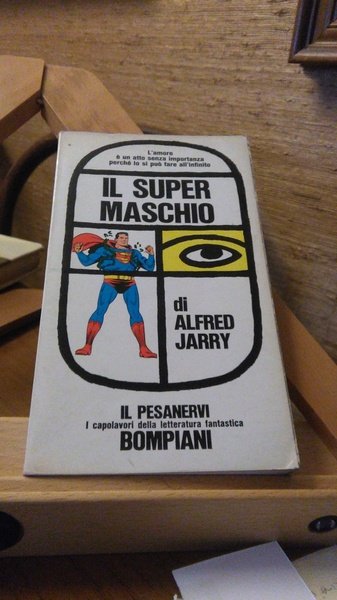 L'amore
è un atto senza importanza
perché lo si può fare all'infinito
IL SUPER
MASCHIO
di
ALFRED
JARRY
IL PESANERVI
I capolavori della letteratura fantastica
BOMPIANI